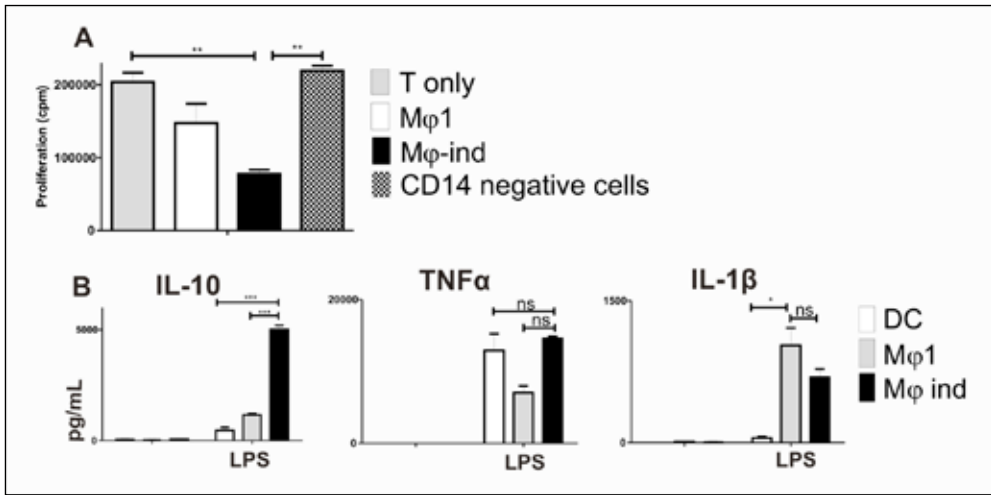 A
**
**
Proliferation (cpm)
200000
100000
0
T only
Mφ1
Mφ-ind
CD14 negative cells
B
IL-10
TNFα
IL-1β
pg/mL
5000
0
***
***
LPS
20000
0
ns
ns
LPS
1500
0
*
ns
LPS
DC
Mφ1
Mφ ind